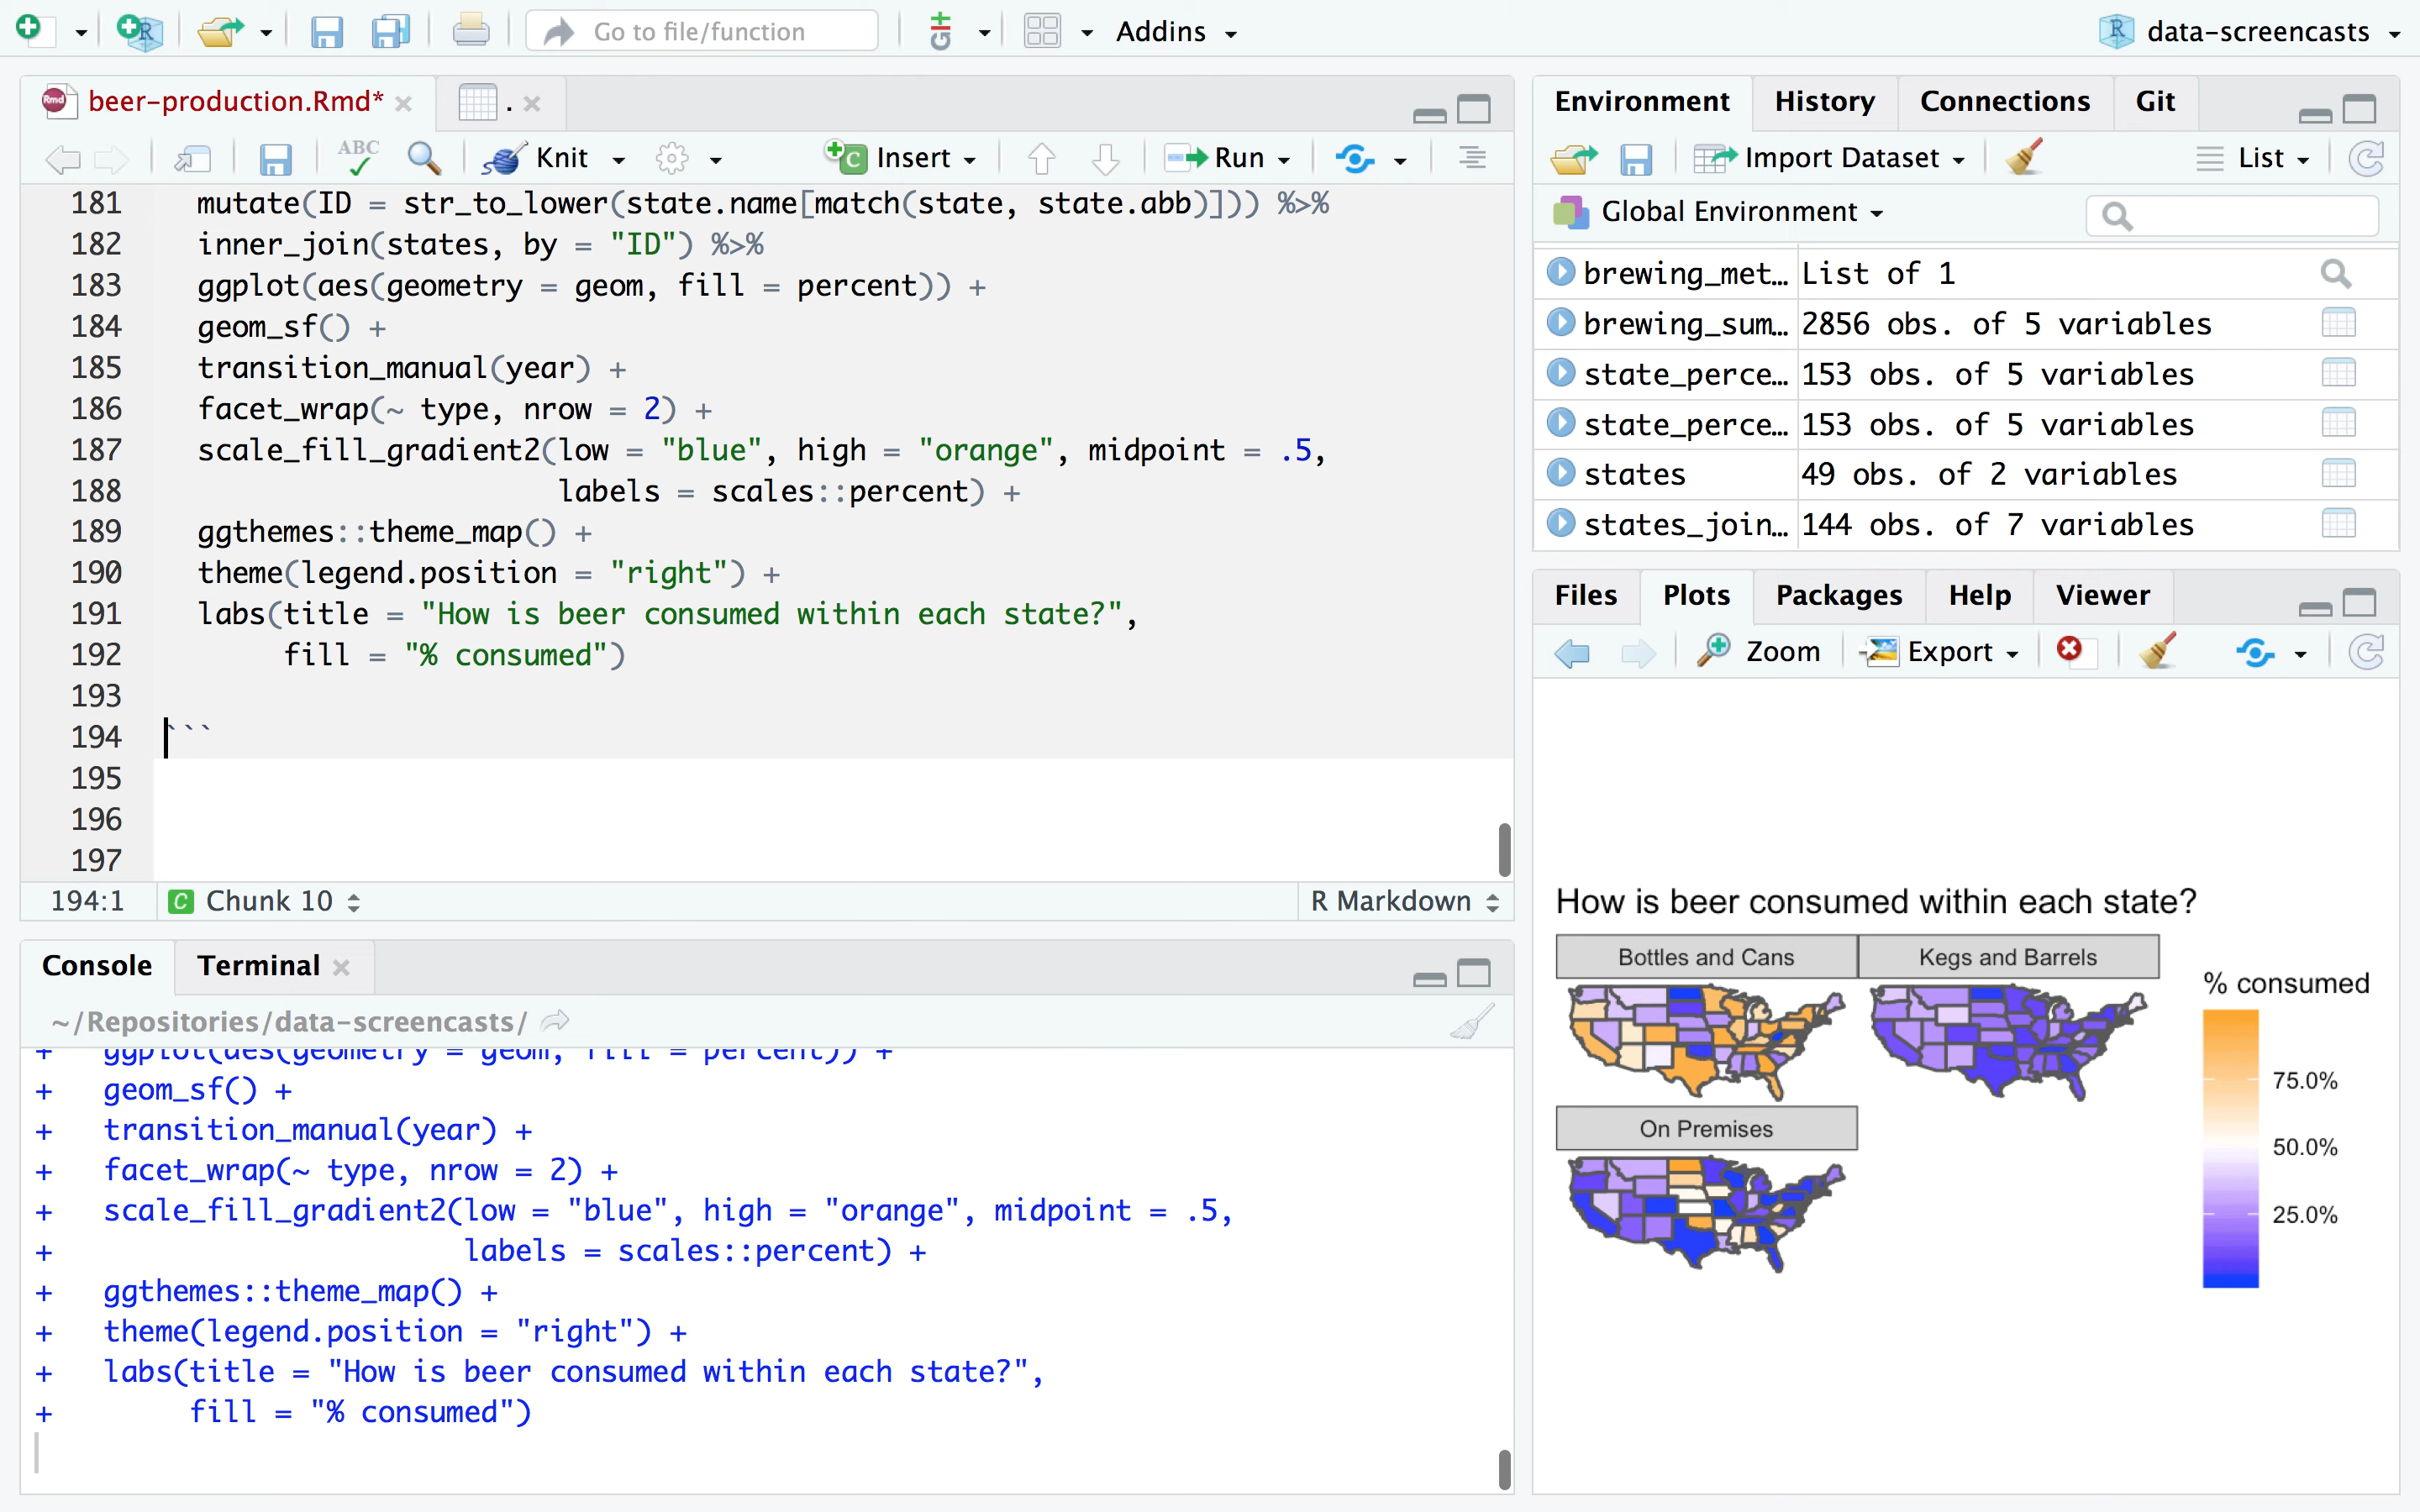 Go to file/function
Addins
data-screencasts
beer-production.Rmd*
.
ABC
Knit
Insert
Run
181 mutate(ID = str_to_lower(state.name[match(state, state.abb)])) %>%
182 inner_join(states, by = "ID") %>%
183 ggplot(aes(geometry = geom, fill = percent)) +
184 geom_sf() +
185 transition_manual(year) +
186 facet_wrap(~ type, nrow = 2) +
187 scale_fill_gradient2(low = "blue", high = "orange", midpoint = .5,
188 labels = scales::percent) +
189 ggthemes::theme_map() +
190 theme(legend.position = "right") +
191 labs(title = "How is beer consumed within each state?",
192 fill = "% consumed")
193
194 ```
195
196
197
194:1 C Chunk 10 R Markdown
Console Terminal
~/Repositories/data-screencasts/
+ ggplot(aes(geometry = geom, fill = percent)) +
+ geom_sf() +
+ transition_manual(year) +
+ facet_wrap(~ type, nrow = 2) +
+ scale_fill_gradient2(low = "blue", high = "orange", midpoint = .5,
+ labels = scales::percent) +
+ ggthemes::theme_map() +
+ theme(legend.position = "right") +
+ labs(title = "How is beer consumed within each state?",
+ fill = "% consumed")
Environment History Connections Git
Import Dataset List
Global Environment
brewing_met… List of 1
brewing_sum… 2856 obs. of 5 variables
state_perce… 153 obs. of 5 variables
state_perce… 153 obs. of 5 variables
states 49 obs. of 2 variables
states_join… 144 obs. of 7 variables
Files Plots Packages Help Viewer
Zoom Export
How is beer consumed within each state?
Bottles and Cans Kegs and Barrels
On Premises
% consumed
75.0%
50.0%
25.0%